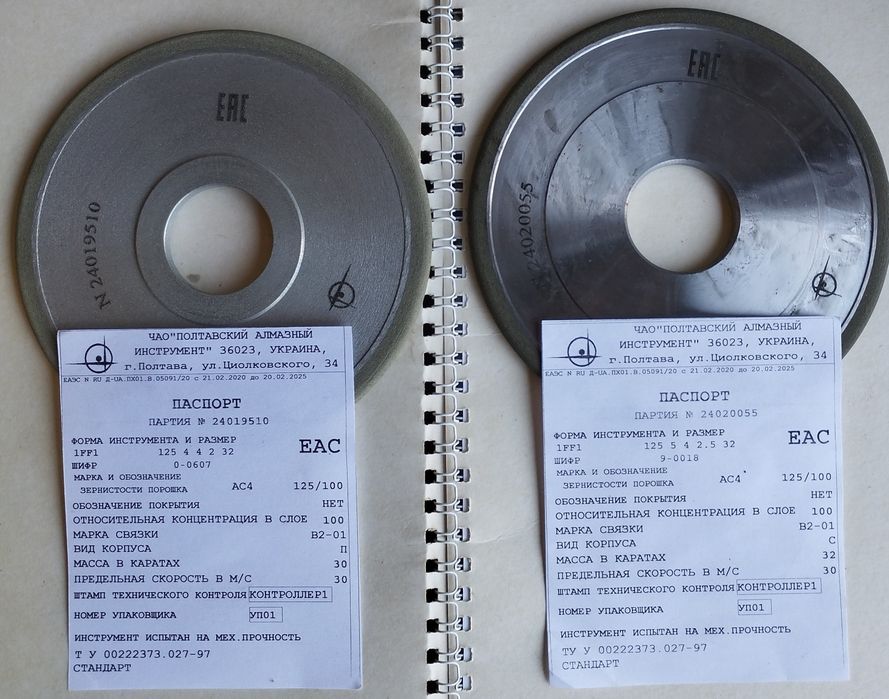 EAC
N 24019510
ЧАО"ПОЛТАВСКИЙ АЛМАЗНЫЙ
ИНСТРУМЕНТ" 36023, УКРАИНА,
г.Полтава, ул.Циолковского, 34
ЕАЭС N RU Д-UA.ПХ01.В.05091/20 с 21.02.2020 до 20.02.2025
ПАСПОРТ
ПАРТИЯ № 24019510
ФОРМА ИНСТРУМЕНТА И РАЗМЕР
EAC
1FF1 125 4 4 2 32
ШИФР 0-0607
МАРКА И ОБОЗНАЧЕНИЕ
ЗЕРНИСТОСТИ ПОРОШКА АС4 125/100
ОБОЗНАЧЕНИЕ ПОКРЫТИЯ НЕТ
ОТНОСИТЕЛЬНАЯ КОНЦЕНТРАЦИЯ В СЛОЕ 100
МАРКА СВЯЗКИ В2-01
ВИД КОРПУСА П
МАССА В КАРАТАХ 30
ПРЕДЕЛЬНАЯ СКОРОСТЬ В М/С 30
ШТАМП ТЕХНИЧЕСКОГО КОНТРОЛЯ КОНТРОЛЛЕР1
НОМЕР УПАКОВЩИКА УП01
ИНСТРУМЕНТ ИСПЫТАН НА МЕХ.ПРОЧНОСТЬ
Т У 00222373.027-97
СТАНДАРТ
EAC
24020055
ЧАО"ПОЛТАВСКИЙ АЛМАЗНЫЙ
ИНСТРУМЕНТ" 36023, УКРАИНА,
г.Полтава, ул.Циолковского, 34
ЕАЭС N RU Д-UA.ПХ01.В.05091/20 с 21.02.2020 до 20.02.2025
ПАСПОРТ
ПАРТИЯ № 24020055
ФОРМА ИНСТРУМЕНТА И РАЗМЕР
EAC
1FF1 125 5 4 2.5 32
ШИФР 9-0018
МАРКА И ОБОЗНАЧЕНИЕ
ЗЕРНИСТОСТИ ПОРОШКА АС4 125/100
ОБОЗНАЧЕНИЕ ПОКРЫТИЯ НЕТ
ОТНОСИТЕЛЬНАЯ КОНЦЕНТРАЦИЯ В СЛОЕ 100
МАРКА СВЯЗКИ В2-01
ВИД КОРПУСА С
МАССА В КАРАТАХ 32
ПРЕДЕЛЬНАЯ СКОРОСТЬ В М/С 30
ШТАМП ТЕХНИЧЕСКОГО КОНТРОЛЯ КОНТРОЛЛЕР1
НОМЕР УПАКОВЩИКА УП01
ИНСТРУМЕНТ ИСПЫТАН НА МЕХ.ПРОЧНОСТЬ
ТУ У 00222373.027-97
СТАНДАРТ